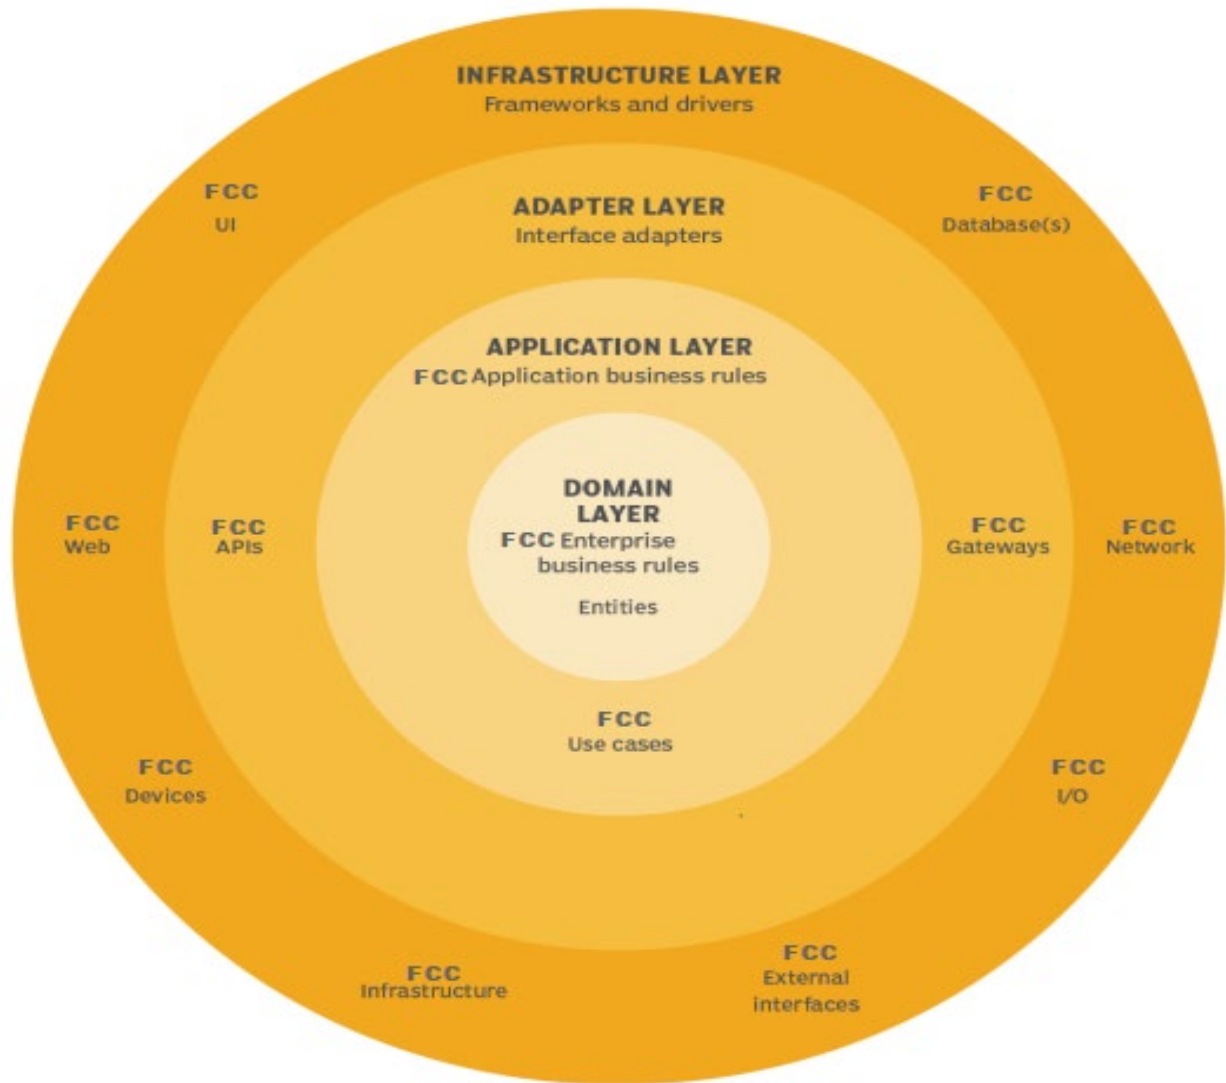 INFRASTRUCTURE LAYER
Frameworks and drivers
FCC
UI
FCC
Database(s)
ADAPTER LAYER
Interface adapters
APPLICATION LAYER
FCC Application business rules
DOMAIN
LAYER
FCC Enterprise
business rules
Entities
FCC
Web
FCC
APIs
FCC
Gateways
FCC
Network
FCC
Use cases
FCC
Devices
FCC
I/O
FCC
Infrastructure
FCC
External
interfaces